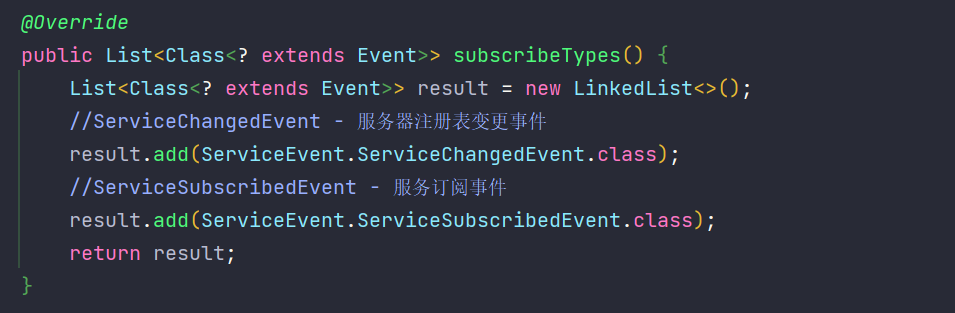 @Override
public List<Class<? extends Event>> subscribeTypes() {
    List<Class<? extends Event>> result = new LinkedList<>();
    //ServiceChangedEvent - 服务器注册表变更事件
    result.add(ServiceEvent.ServiceChangedEvent.class);
    //ServiceSubscribedEvent - 服务订阅事件
    result.add(ServiceEvent.ServiceSubscribedEvent.class);
    return result;
}